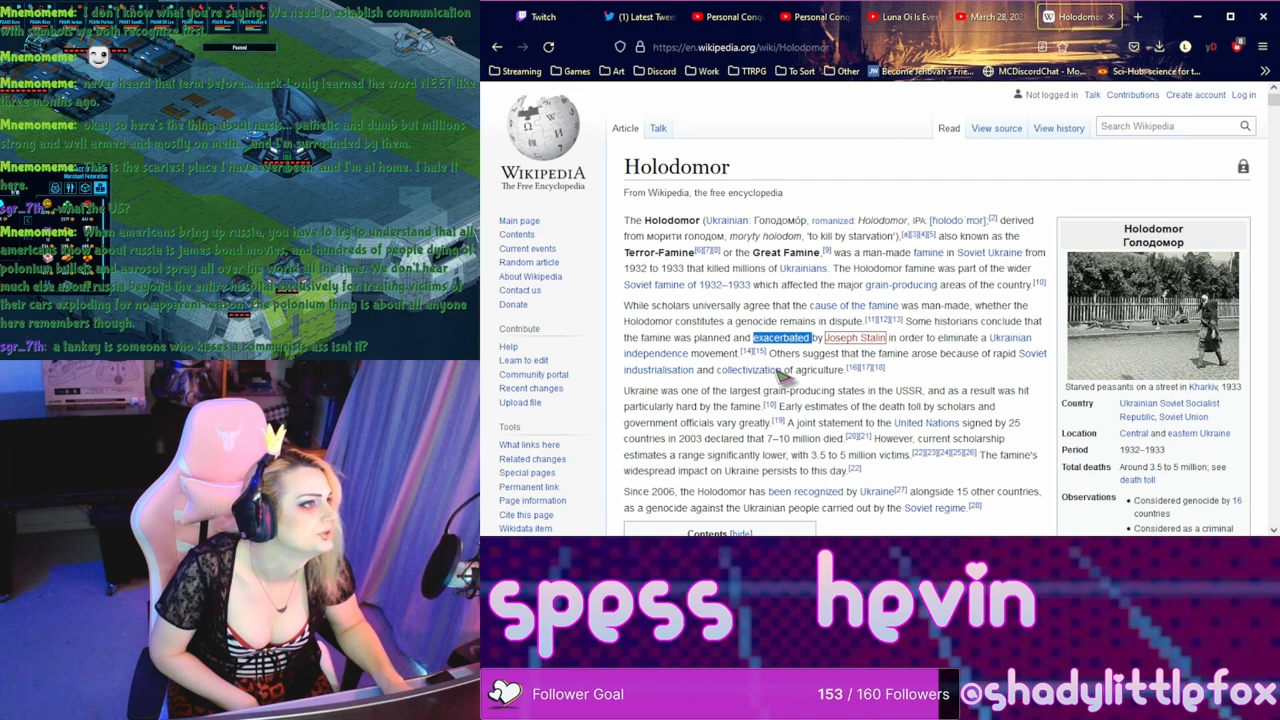 Mnemomeme: I don't know what you're saying. We need to establish communication
with symbols we both recognize first.
Paused
Mnemomeme:
Mnemomeme: never heard that term before... heck I only learned the word NEET like
three months ago.
Mnemomeme: okay so here's the thing about nazis... pathetic and dumb but millions
strong and well armed and mostly on meth... and I'm surrounded by them.
Mnemomeme: This is the scariest place I have ever been, and I'm at home. I hate it
here.
sgr_7th: what the US?
Mnemomeme: When americans bring up russia, you have to try to understand that all
americans know about russia is james bond movies, and hundreds of people dying of
polonium bullets and aerosol spray all over the world all the time. We don't hear
much else about russia beyond the entire hospital exclusively for treating victims of
their cars exploding for no apparent reason. The polonium thing is about all anyone
here remembers though.
sgr_7th: a tankey is someone who kisses a communists ass isnt it?
Twitch
(1) Latest Twee
Personal Conq
Personal Conq
Luna Oi Is Eve
March 28, 202
Holodomor
https://en.wikipedia.org/wiki/Holodomor
Streaming Games Art Discord Work TTRPG To Sort Other Become Jehovah's Frie... MCDiscordChat - Mo... Sci-Hub: science for t...
Not logged in Talk Contributions Create account Log in
Article Talk Read View source View history Search Wikipedia
WIKIPEDIA
The Free Encyclopedia
Main page
Contents
Current events
Random article
About Wikipedia
Contact us
Donate
Contribute
Help
Learn to edit
Community portal
Recent changes
Upload file
Tools
What links here
Related changes
Special pages
Permanent link
Page information
Cite this page
Wikidata item
Holodomor
From Wikipedia, the free encyclopedia
The Holodomor (Ukrainian: Голодомо́р, romanized: Holodomor, IPA: [ɦolodoˈmɔr];[2] derived
from морити голодом, moryty holodom, 'to kill by starvation'),[a][3][4][5] also known as the
Terror-Famine[6][7][8] or the Great Famine,[9] was a man-made famine in Soviet Ukraine from
1932 to 1933 that killed millions of Ukrainians. The Holodomor famine was part of the wider
Soviet famine of 1932–1933 which affected the major grain-producing areas of the country.[10]
While scholars universally agree that the cause of the famine was man-made, whether the
Holodomor constitutes a genocide remains in dispute.[11][12][13] Some historians conclude that
the famine was planned and exacerbated by Joseph Stalin in order to eliminate a Ukrainian
independence movement.[14][15] Others suggest that the famine arose because of rapid Soviet
industrialisation and collectivization of agriculture.[16][17][18]
Ukraine was one of the largest grain-producing states in the USSR, and as a result was hit
particularly hard by the famine.[10] Early estimates of the death toll by scholars and
government officials vary greatly.[19] A joint statement to the United Nations signed by 25
countries in 2003 declared that 7–10 million died.[20][21] However, current scholarship
estimates a range significantly lower, with 3.5 to 5 million victims.[22][23][24][25][26] The famine's
widespread impact on Ukraine persists to this day.[22]
Since 2006, the Holodomor has been recognized by Ukraine[27] alongside 15 other countries,
as a genocide against the Ukrainian people carried out by the Soviet regime.[28]
Contents [hide]
Holodomor
Голодомор
Starved peasants on a street in Kharkiv, 1933
Country Ukrainian Soviet Socialist
Republic, Soviet Union
Location Central and eastern Ukraine
Period 1932–1933
Total deaths Around 3.5 to 5 million; see
death toll
Observations Considered genocide by 16
countries
Considered as a criminal
spess hevin
Follower Goal 153 / 160 Followers
@shadylittlefox